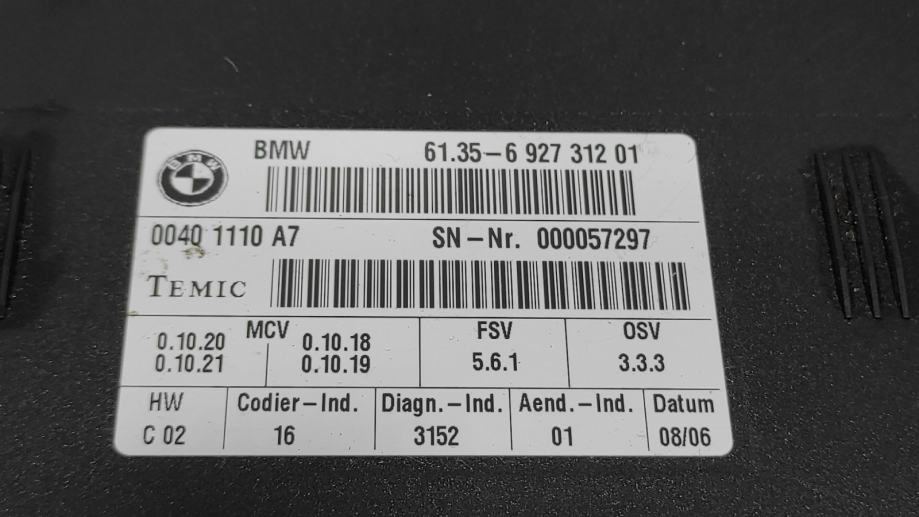 BMW 61.35-6 927 312 01
BMW
0040 1110 A7 SN-Nr. 000057297
TEMIC
MCV FSV OSV
0.10.20 0.10.18 5.6.1 3.3.3
0.10.21 0.10.19
HW Codier-Ind. Diagn.-Ind. Aend.-Ind. Datum
C 02 16 3152 01 08/06